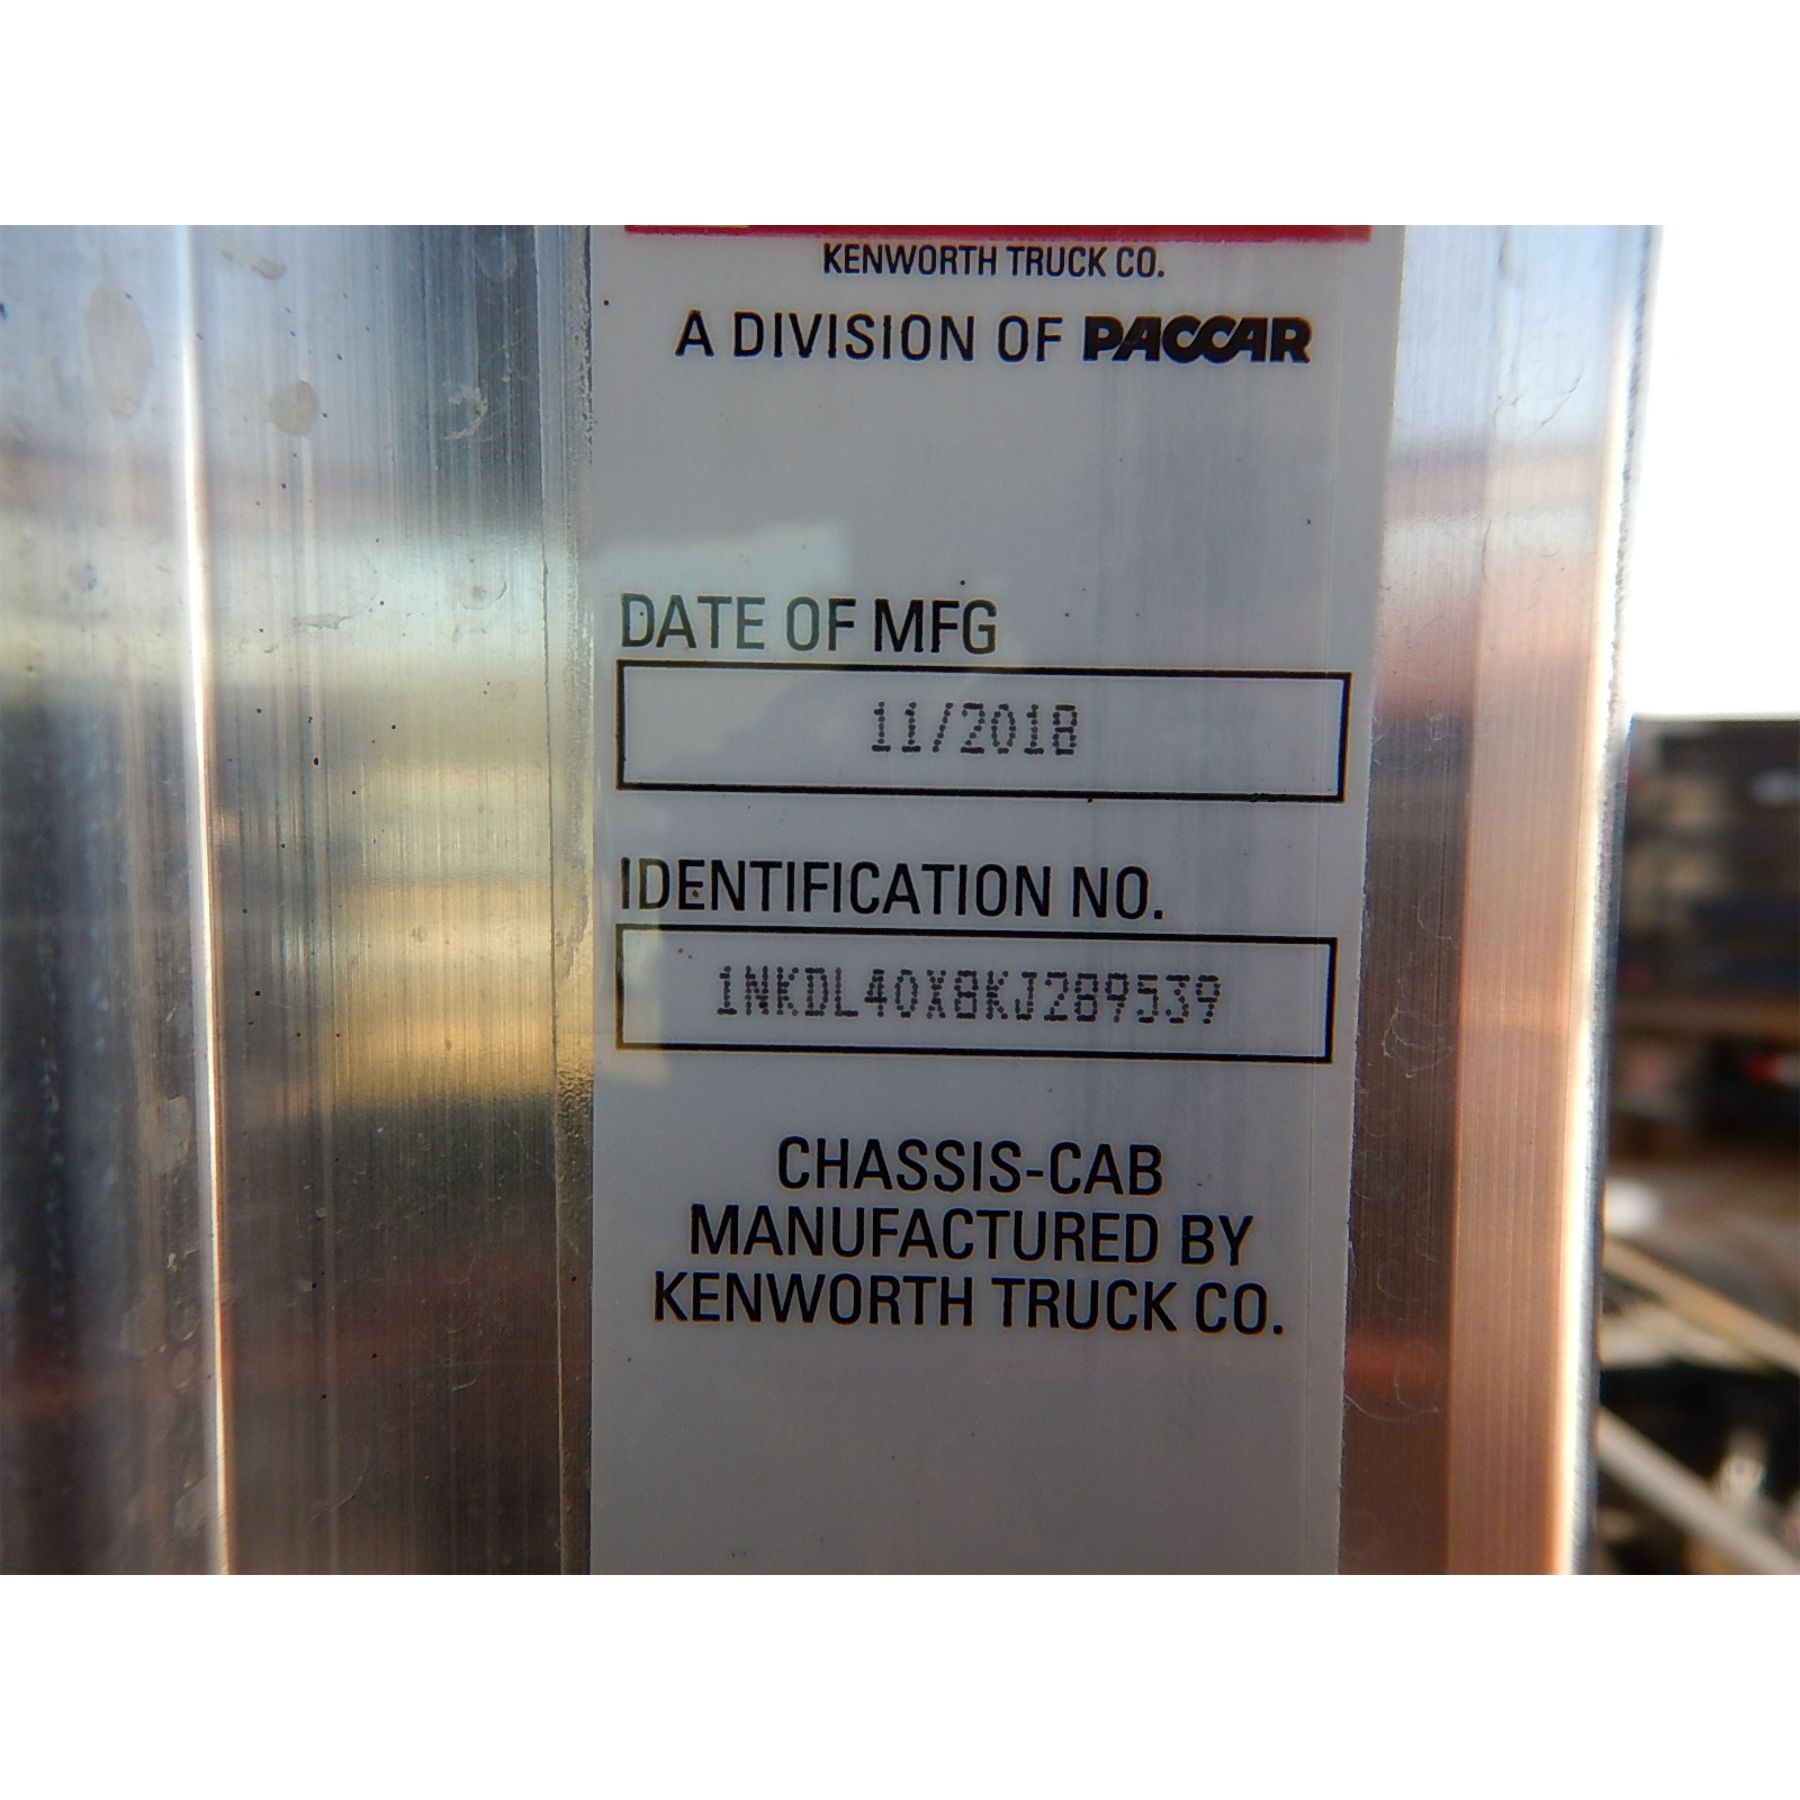 KENWORTH TRUCK CO.
A DIVISION OF PACCAR
DATE OF MFG
11/2018
IDENTIFICATION NO.
1NKDL40X8KJ289539
CHASSIS-CAB
MANUFACTURED BY
KENWORTH TRUCK CO.